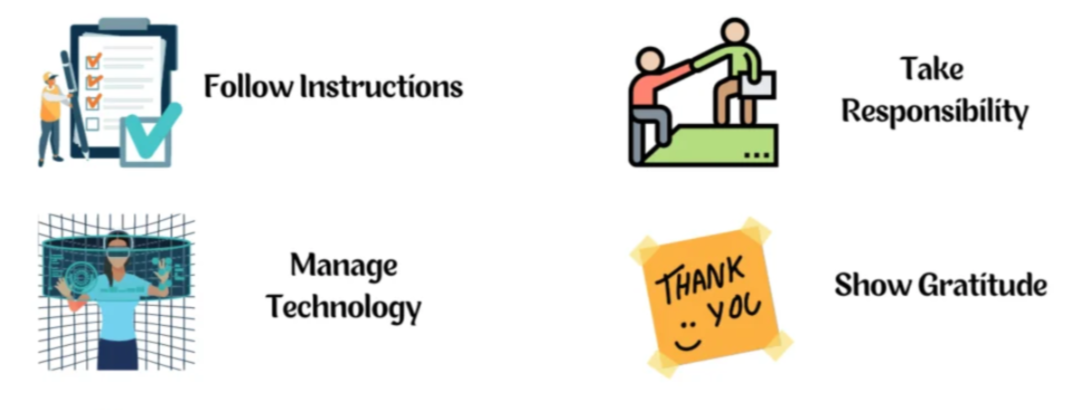 Follow Instructions
Take
Responsibility
Manage
Technology
THANK
YOU
Show Gratitude